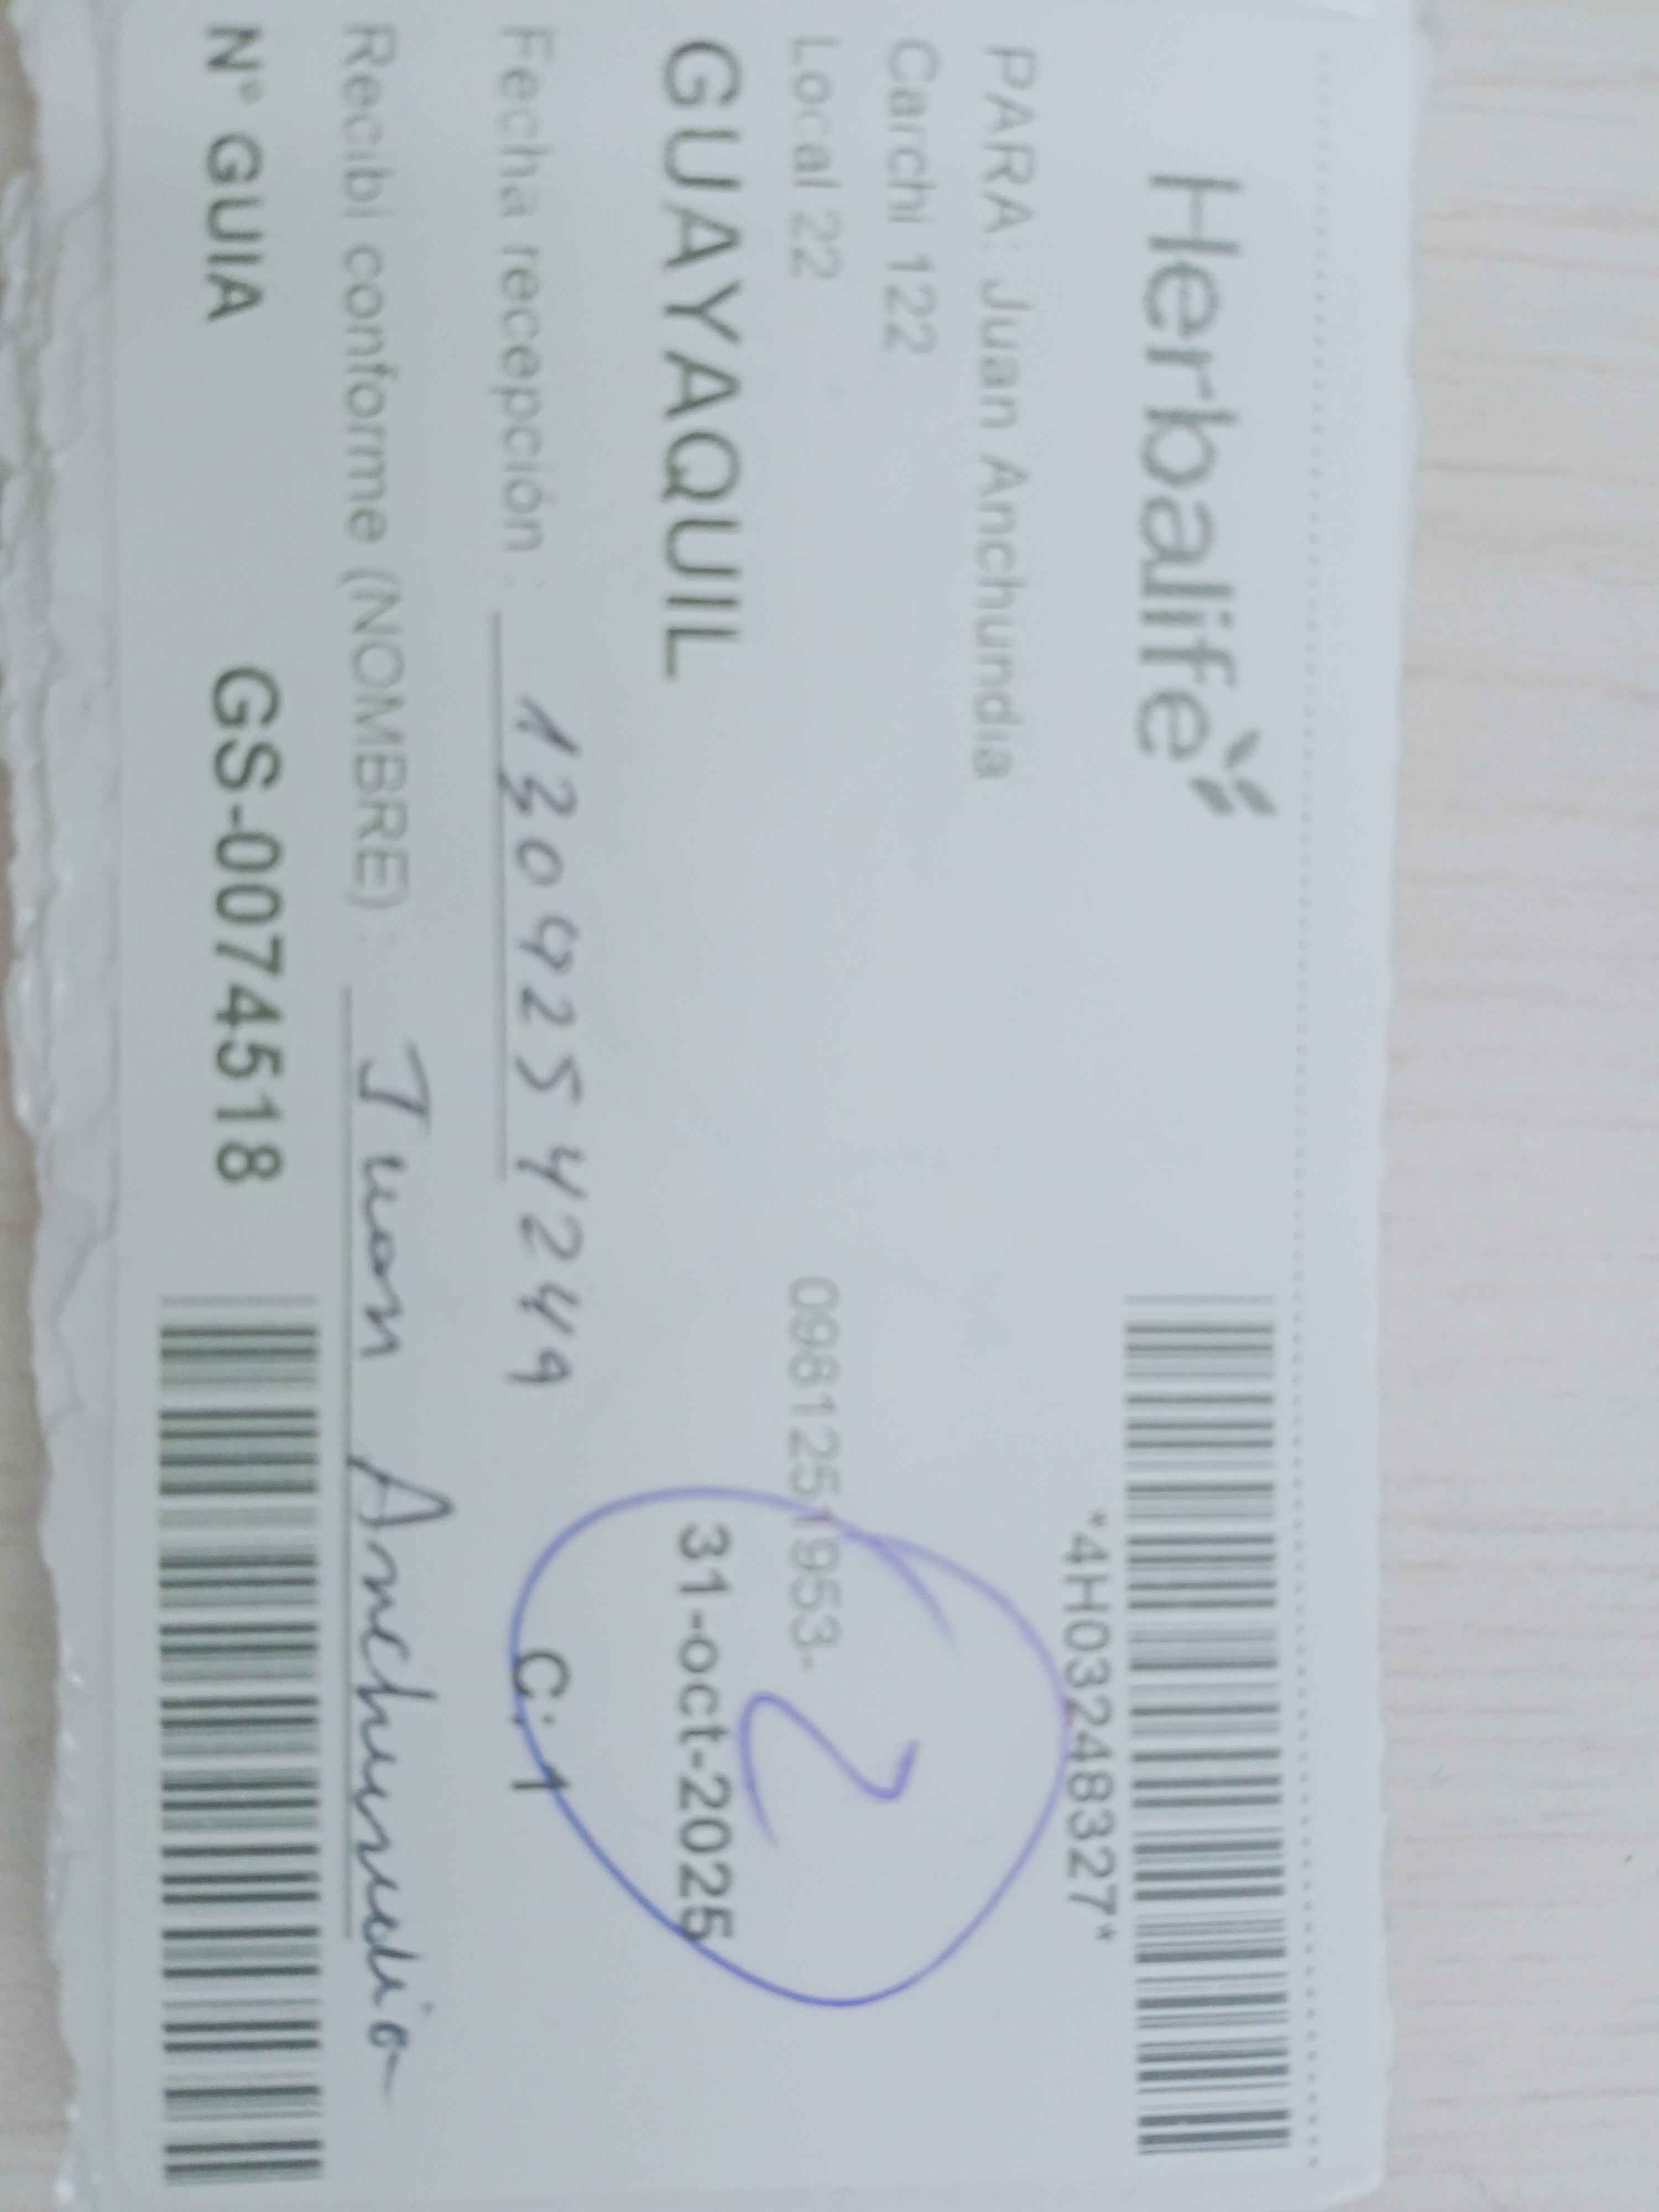 Herbalife
*4H03248327*
PARA: Juan Anchundia
Carchi 122
Local 22 0981251953-
2
GUAYAQUIL 31-oct-2025
Fecha recepción : 1309254249 C.1
Recibi conforme (NOMBRE) : Juan Anchundia
N° GUIA GS-00745518